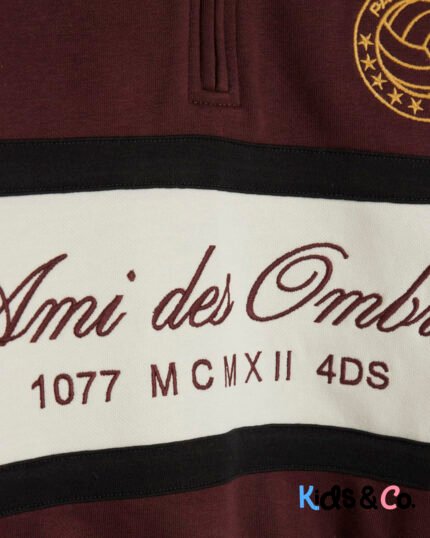 Ami des Ombr
1077 MCMXII 4DS
Kids & Co.